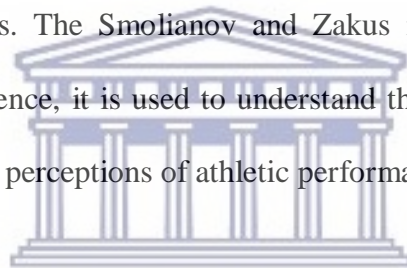 s. The Smolianov and Zakus
ence, it is used to understand th
perceptions of athletic performa